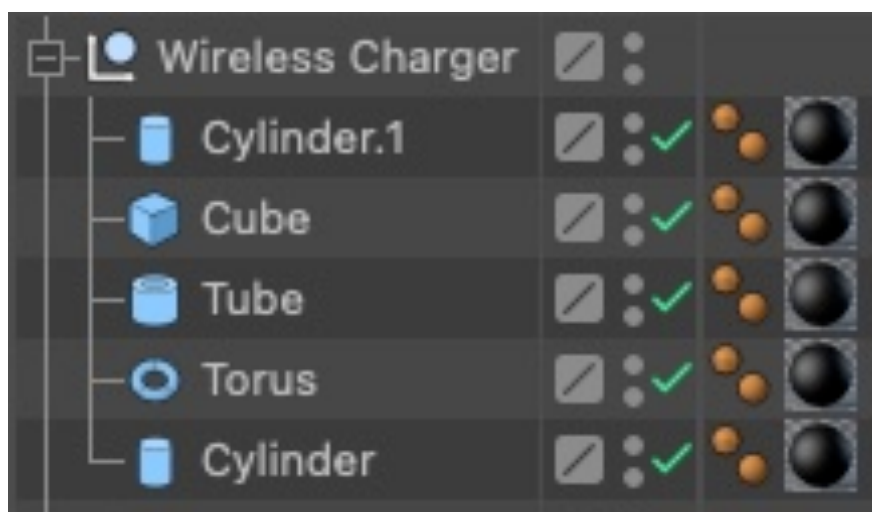 Wireless Charger
Cylinder.1
Cube
Tube
Torus
Cylinder